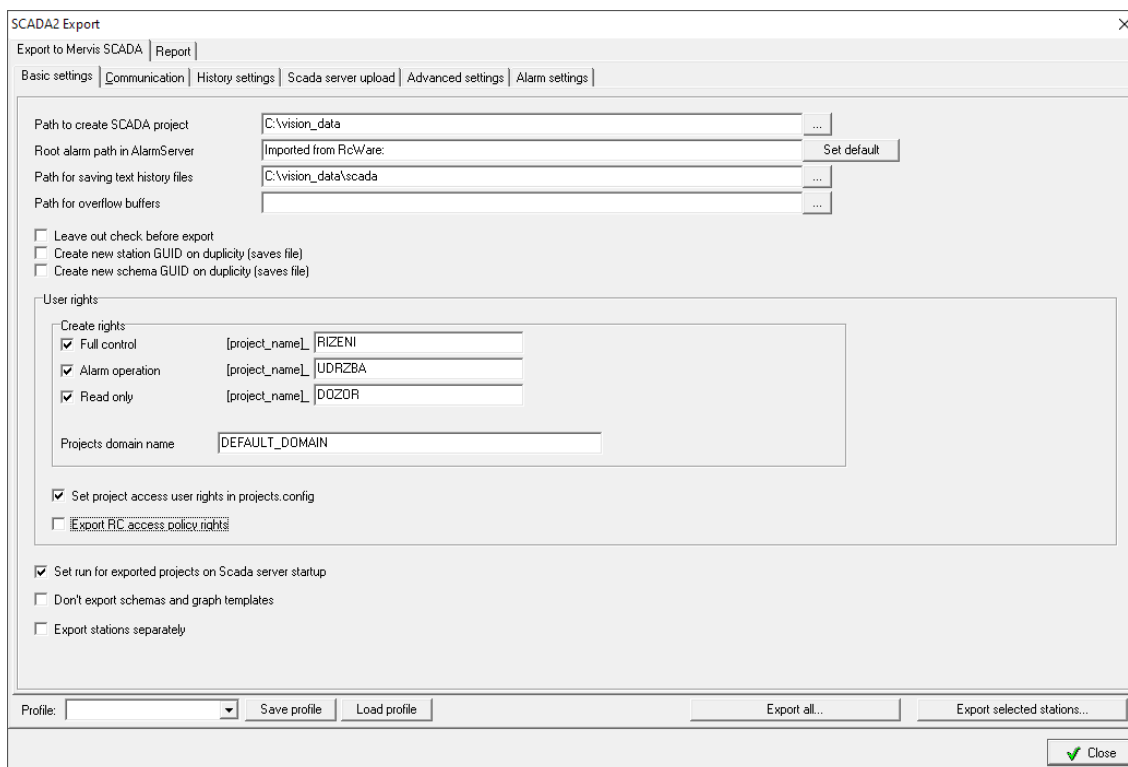 SCADA2 Export
Export to Mervis SCADA Report
Basic settings Communication History settings Scada server upload Advanced settings Alarm settings
Path to create SCADA project C:\vision_data ...
Root alarm path in AlarmServer Imported from RcWare: Set default
Path for saving text history files C:\vision_data\scada ...
Path for overflow buffers ...
Leave out check before export
Create new station GUID on duplicity (saves file)
Create new schema GUID on duplicity (saves file)
User rights
Create rights
Full control [project_name]_ RIZENI
Alarm operation [project_name]_ UDRZBA
Read only [project_name]_ DOZOR
Projects domain name DEFAULT_DOMAIN
Set project access user rights in projects.config
Export RC access policy rights
Set run for exported projects on Scada server startup
Don't export schemas and graph templates
Export stations separately
Profile: Save profile Load profile Export all... Export selected stations...
Close